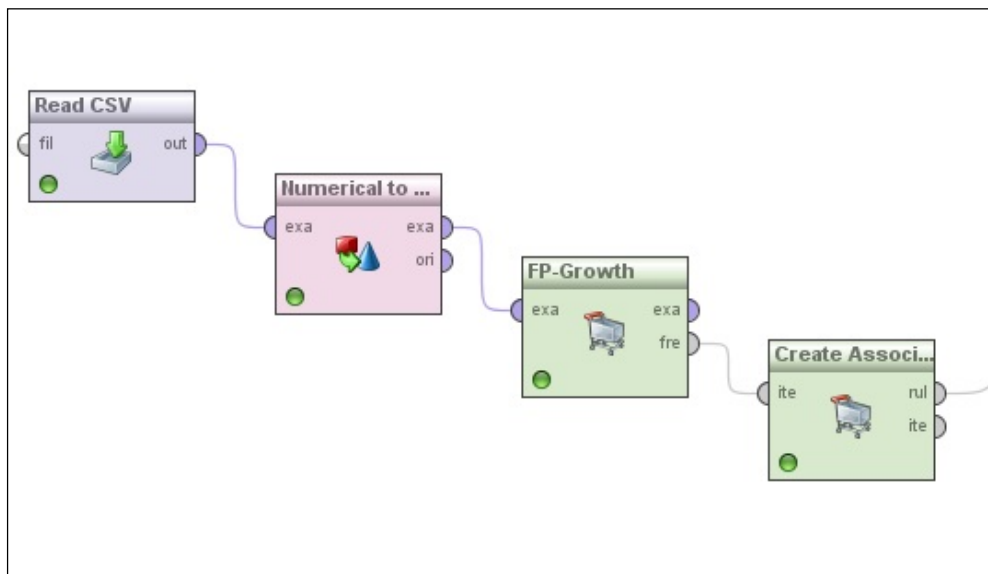 Read CSV
fil
out
Numerical to ...
exa
exa
ori
FP-Growth
exa
exa
fre
Create Associ...
ite
rul
ite